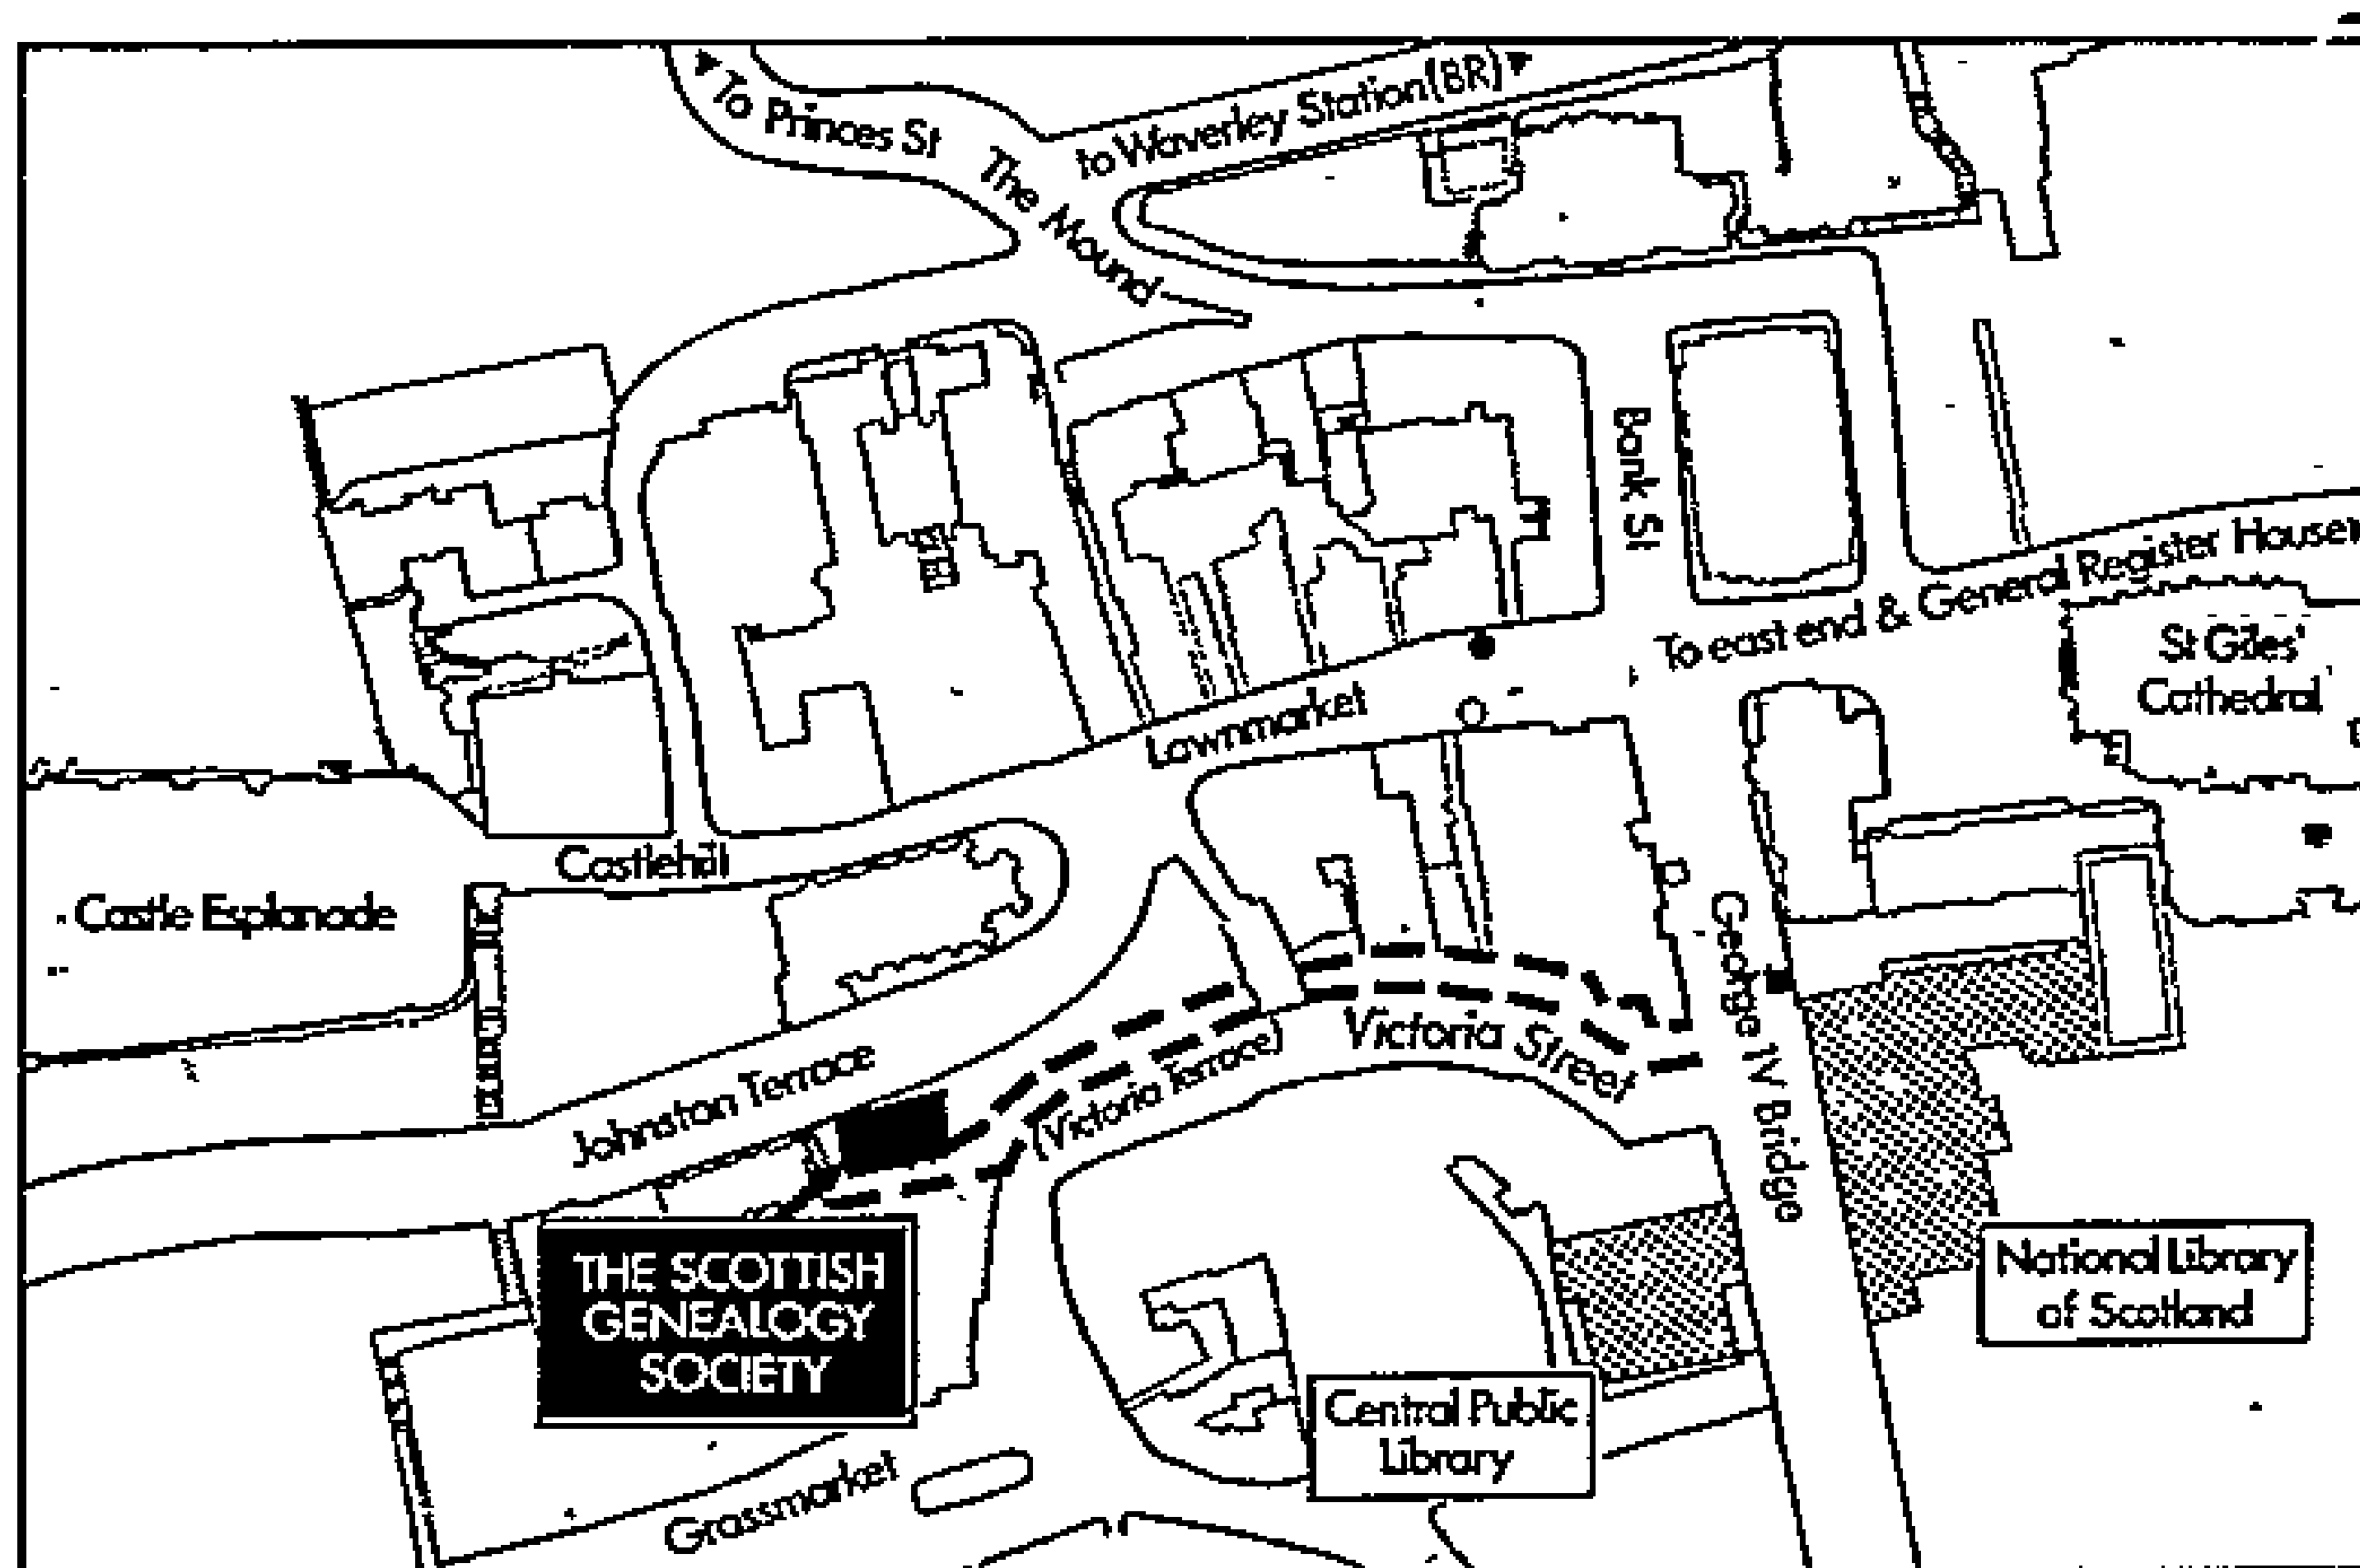 To Princes St
to Waverley Station(BR)
The Mound
Bank St
To east end & General Register House
St Giles'
Cathedral
Lawnmarket
Castlehill
Castle Esplanade
George IV Bridge
Victoria Street
(Victoria Terrace)
Johnston Terrace
THE SCOTTISH
GENEALOGY
SOCIETY
National Library
of Scotland
Central Public
Library
Grassmarket